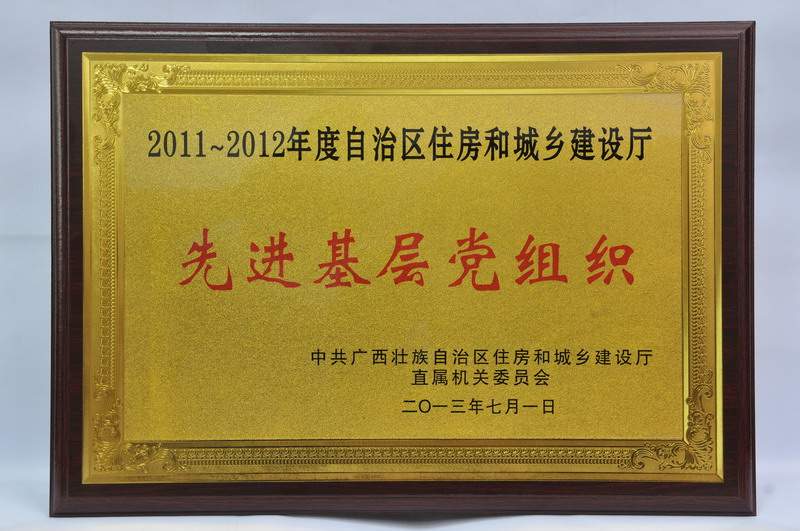 2011~2012年度自治区住房和城乡建设厅
先进基层党组织
中共广西壮族自治区住房和城乡建设厅
直属机关委员会
二〇一三年七月一日